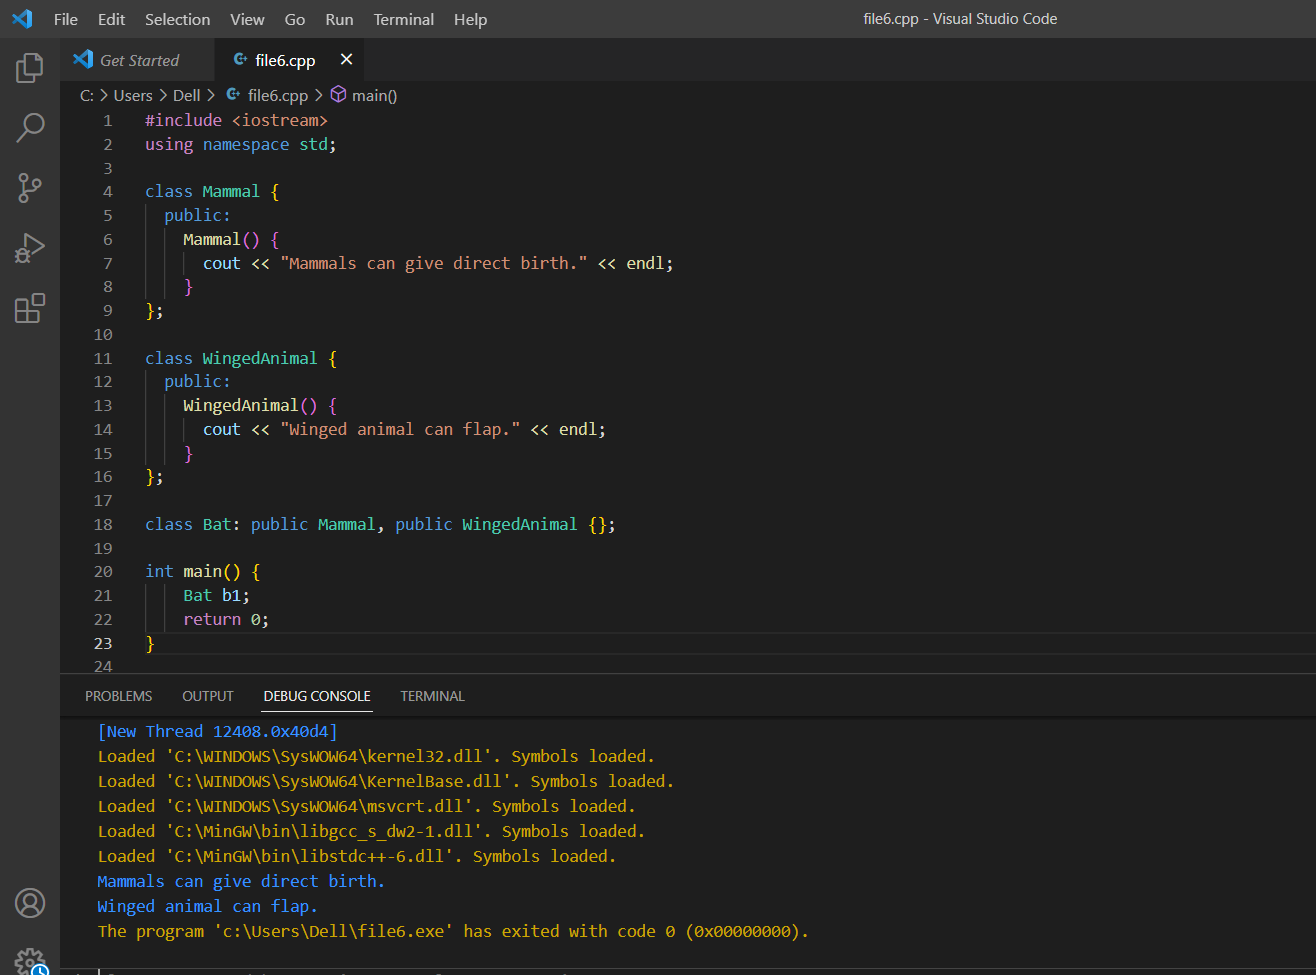 File Edit Selection View Go Run Terminal Help file6.cpp - Visual Studio Code
Get Started file6.cpp
C: > Users > Dell > file6.cpp > main()
1 #include <iostream>
2 using namespace std;
3
4 class Mammal {
5 public:
6 Mammal() {
7 cout << "Mammals can give direct birth." << endl;
8 }
9 };
10
11 class WingedAnimal {
12 public:
13 WingedAnimal() {
14 cout << "Winged animal can flap." << endl;
15 }
16 };
17
18 class Bat: public Mammal, public WingedAnimal {};
19
20 int main() {
21 Bat b1;
22 return 0;
23 }
24
PROBLEMS OUTPUT DEBUG CONSOLE TERMINAL
[New Thread 12408.0x40d4]
Loaded 'C:\WINDOWS\SysWOW64\kernel32.dll'. Symbols loaded.
Loaded 'C:\WINDOWS\SysWOW64\KernelBase.dll'. Symbols loaded.
Loaded 'C:\WINDOWS\SysWOW64\msvcrt.dll'. Symbols loaded.
Loaded 'C:\MinGW\bin\libgcc_s_dw2-1.dll'. Symbols loaded.
Loaded 'C:\MinGW\bin\libstdc++-6.dll'. Symbols loaded.
Mammals can give direct birth.
Winged animal can flap.
The program 'c:\Users\Dell\file6.exe' has exited with code 0 (0x00000000).